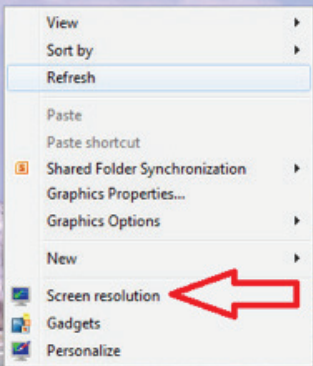 View
Sort by
Refresh
Paste
Paste shortcut
S Shared Folder Synchronization
Graphics Properties...
Graphics Options
New
Screen resolution
Gadgets
Personalize